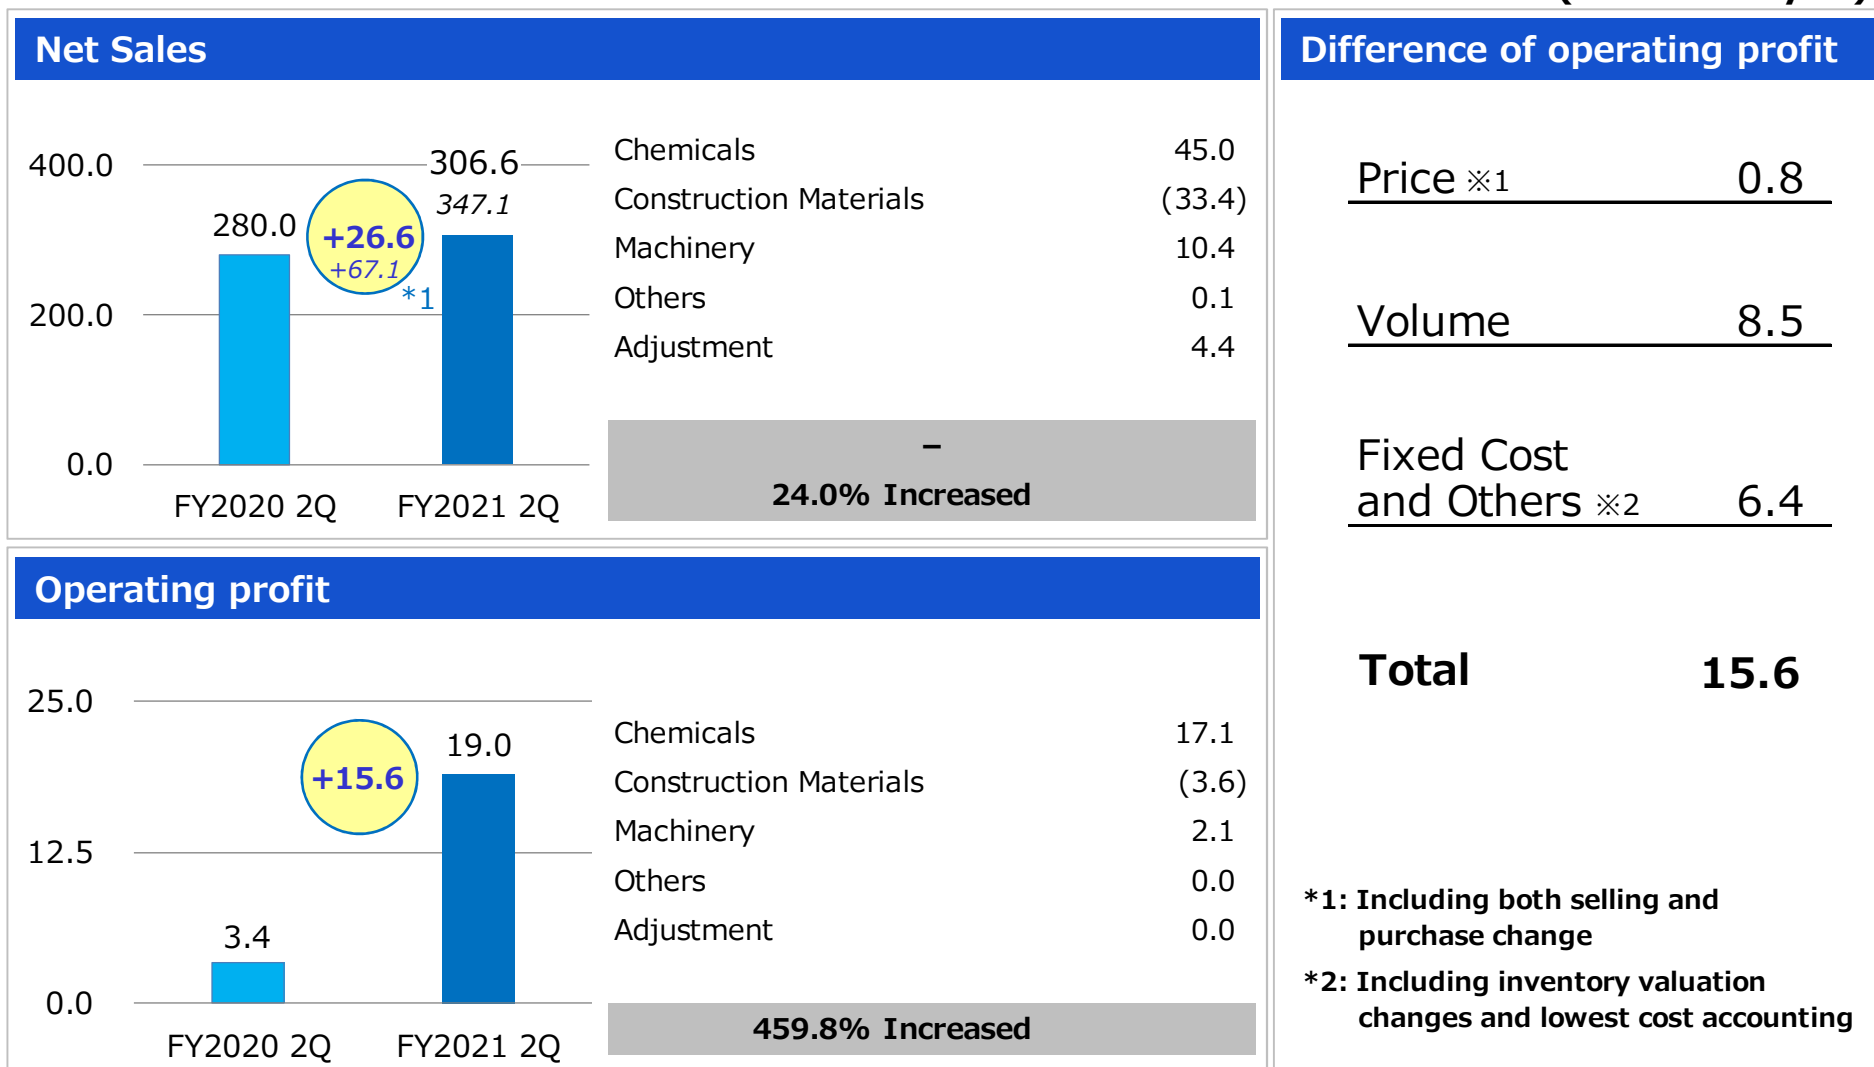 Net Sales
400.0
200.0
0.0
280.0
+26.6
+67.1
*1
306.6
347.1
FY2020 2Q
FY2021 2Q
Chemicals 45.0
Construction Materials (33.4)
Machinery 10.4
Others 0.1
Adjustment 4.4
–
24.0% Increased
Operating profit
25.0
12.5
0.0
3.4
+15.6
19.0
FY2020 2Q
FY2021 2Q
Chemicals 17.1
Construction Materials (3.6)
Machinery 2.1
Others 0.0
Adjustment 0.0
459.8% Increased
Difference of operating profit
Price ※1 0.8
Volume 8.5
Fixed Cost
and Others ※2 6.4
Total 15.6
*1: Including both selling and
purchase change
*2: Including inventory valuation
changes and lowest cost accounting